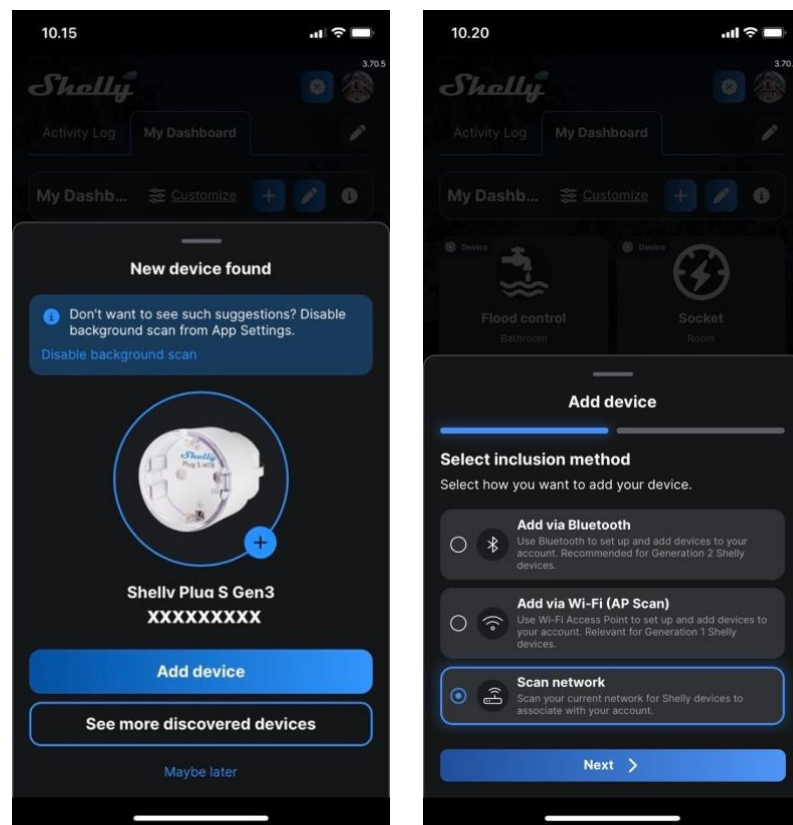 10.15
3.70.5
Shelly
Activity Log My Dashboard
My Dashb... Customize
New device found
Don't want to see such suggestions? Disable
background scan from App Settings.
Disable background scan
Shelly
Plug S MTR
Shelly Plug S Gen3
XXXXXXXXX
Add device
See more discovered devices
Maybe later
10.20
3.70.
Shelly
Activity Log My Dashboard
My Dashb... Customize
Device
Flood control
Bathroom
Device
Socket
Room
Add device
Select inclusion method
Select how you want to add your device.
Add via Bluetooth
Use Bluetooth to set up and add devices to your
account. Recommended for Generation 2 Shelly
devices.
Add via Wi-Fi (AP Scan)
Use Wi-Fi Access Point to set up and add devices to
your account. Relevant for Generation 1 Shelly
devices.
Scan network
Scan your current network for Shelly devices to
associate with your account.
Next